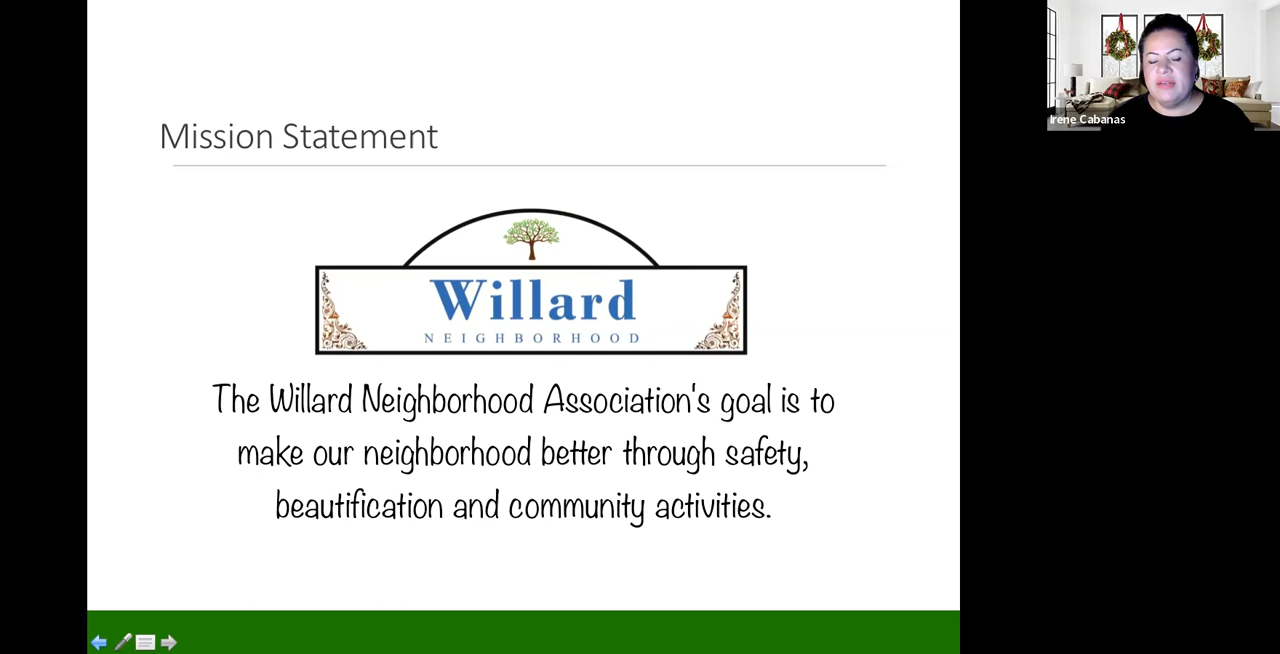 Mission Statement
Willard
NEIGHBORHOOD
The Willard Neighborhood Association's goal is to
make our neighborhood better through safety,
beautification and community activities.
Irene Cabanas